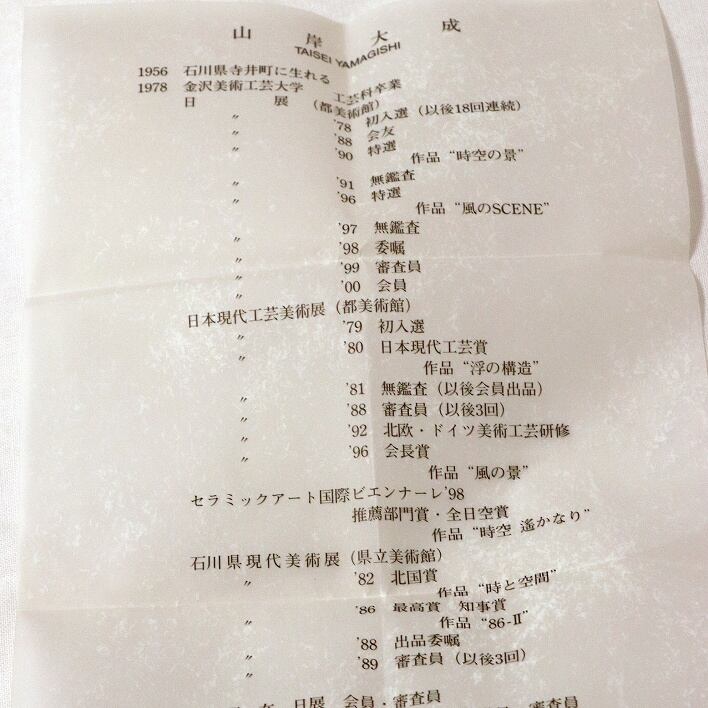 山岸大成
TAISEI YAMAGISHI
1956 石川県寺井町に生れる
1978 金沢美術工芸大学 工芸科卒業
日展（都美術館）
〃 '78 初入選（以後18回連続）
〃 '88 会友
〃 '90 特選
作品“時空の景”
〃 '91 無鑑査
〃 '96 特選
作品“風のSCENE”
〃 '97 無鑑査
〃 '98 委嘱
〃 '99 審査員
〃 '00 会員
日本現代工芸美術展（都美術館）
〃 '79 初入選
〃 '80 日本現代工芸賞
作品“浮の構造”
〃 '81 無鑑査（以後会員出品）
〃 '88 審査員（以後3回）
〃 '92 北欧・ドイツ美術工芸研修
〃 '96 会長賞
作品“風の景”
セラミックアート国際ビエンナーレ'98
推薦部門賞・全日空賞
作品“時空 遙かなり”
石川県現代美術展（県立美術館）
〃 '82 北国賞
作品“時と空間”
〃 '86 最高賞 知事賞
作品“86-Ⅱ”
〃 '88 出品委嘱
〃 '89 審査員（以後3回）
在 日展 会員・審査員